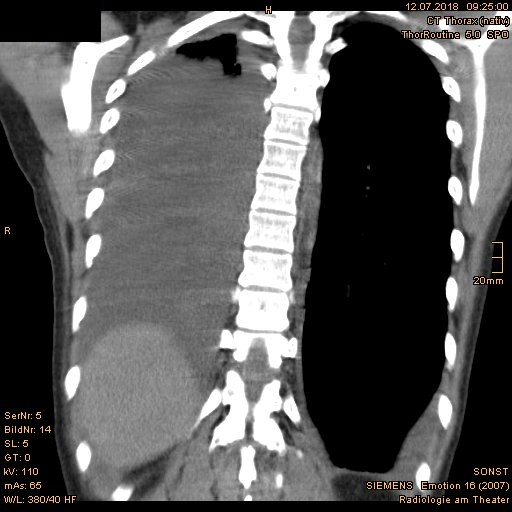 H
12.07.2018 09:25:00
CT Thorax(nativ)
ThorRoutine 5.0 SPO
R
20mm
SerNr: 5
BildNr: 14
SL: 5
GT: 0
kV: 110
mAs: 65
W/L: 380/40 HF
SONST
SIEMENS Emotion 16 (2007)
Radiologie am Theater